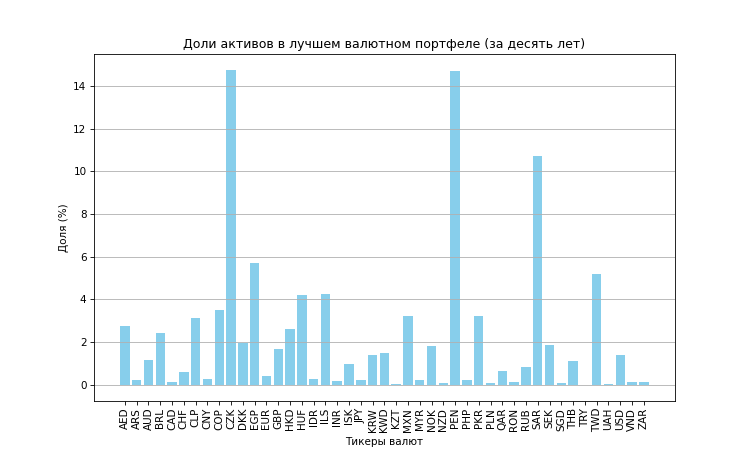 Доли активов в лучшем валютном портфеле (за десять лет)
14
12
10
8
6
4
2
0
Доля (%)
AED
ARS
AUD
BRL
CAD
CHF
CLP
CNY
COP
CZK
DKK
EGP
EUR
GBP
HKD
HUF
IDR
ILS
INR
ISK
JPY
KRW
KWD
KZT
MXN
MYR
NOK
NZD
PEN
PHP
PKR
PLN
QAR
RON
RUB
SAR
SEK
SGD
THB
TRY
TWD
UAH
USD
VND
ZAR
Тикеры валют